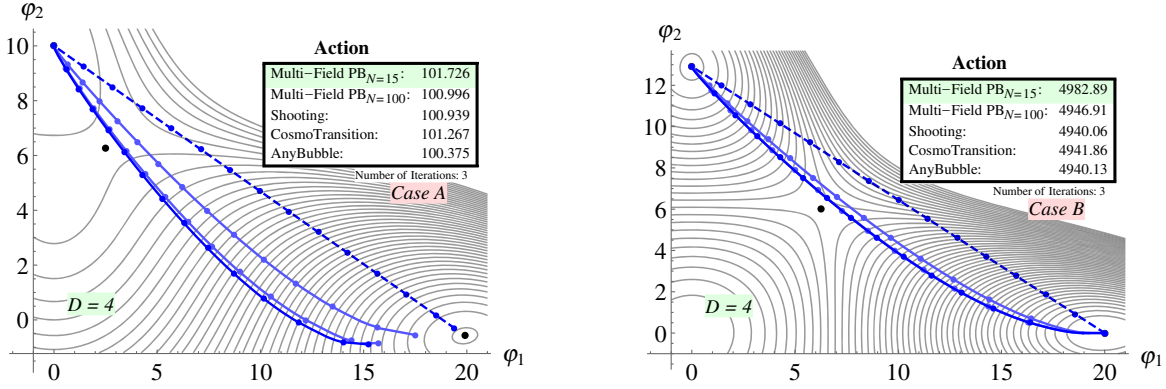 φ2
Action
Multi−Field PB N=15: 101.726
Multi−Field PB N=100: 100.996
Shooting: 100.939
CosmoTransition: 101.267
AnyBubble: 100.375
Number of Iterations: 3
Case A
D = 4
10
8
6
4
2
0
0 5 10 15 20
φ1
φ2
Action
Multi−Field PB N=15: 4982.89
Multi−Field PB N=100: 4946.91
Shooting: 4940.06
CosmoTransition: 4941.86
AnyBubble: 4940.13
Number of Iterations: 3
Case B
D = 4
12
10
8
6
4
2
0
0 5 10 15 20
φ1